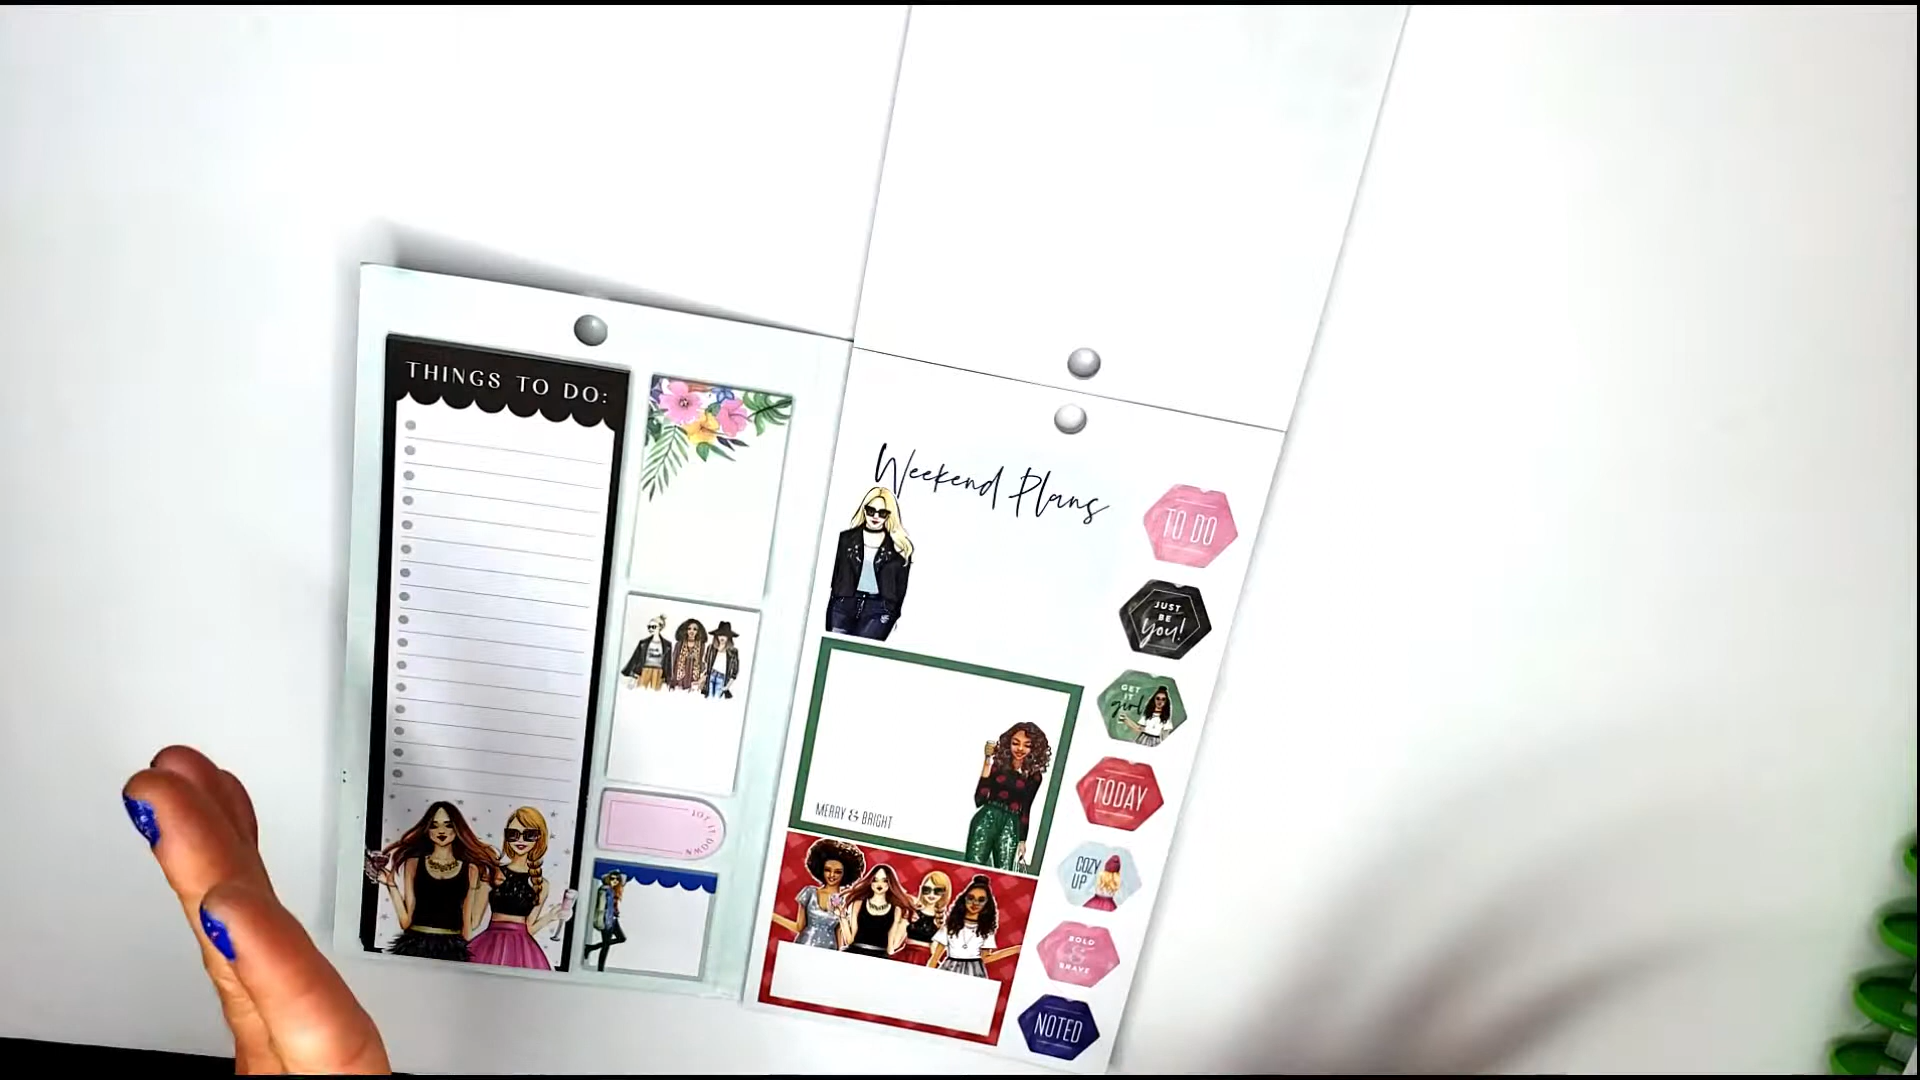 THINGS TO DO:
JOT IT DOWN
Weekend Plans
MERRY & BRIGHT
TO DO
JUST
BE
you!
GET
IT
girl
TODAY
COZY
UP
BOLD
&
BRAVE
NOTED